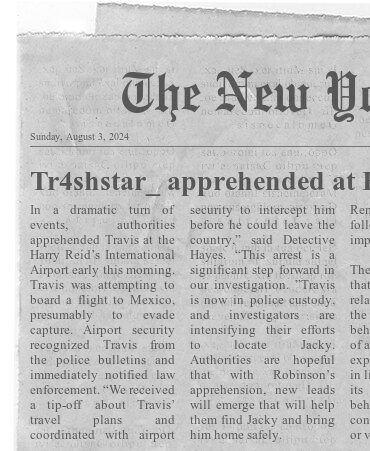 The New Yo
Sunday, August 3, 2024
Tr4shstar_ apprehended at
In a dramatic turn of
events, authorities
apprehended Travis at the
Harry Reid’s International
Airport early this morning.
Travis was attempting to
board a flight to Mexico,
presumably to evade
capture. Airport security
recognized Travis from
the police bulletins and
immediately notified law
enforcement. “We received
a tip-off about Travis’
travel plans and
coordinated with airport
security to intercept him
before he could leave the
country,” said Detective
Hayes. “This arrest is a
significant step forward in
our investigation. ”Travis
is now in police custody,
and investigators are
intensifying their efforts
to locate Jacky.
Authorities are hopeful
that with Robinson’s
apprehension, new leads
will emerge that will help
them find Jacky and bring
him home safely.
Ren
follo
imp
The
that
rela
the
beh
of a
exp
in li
its
beh
con
or v